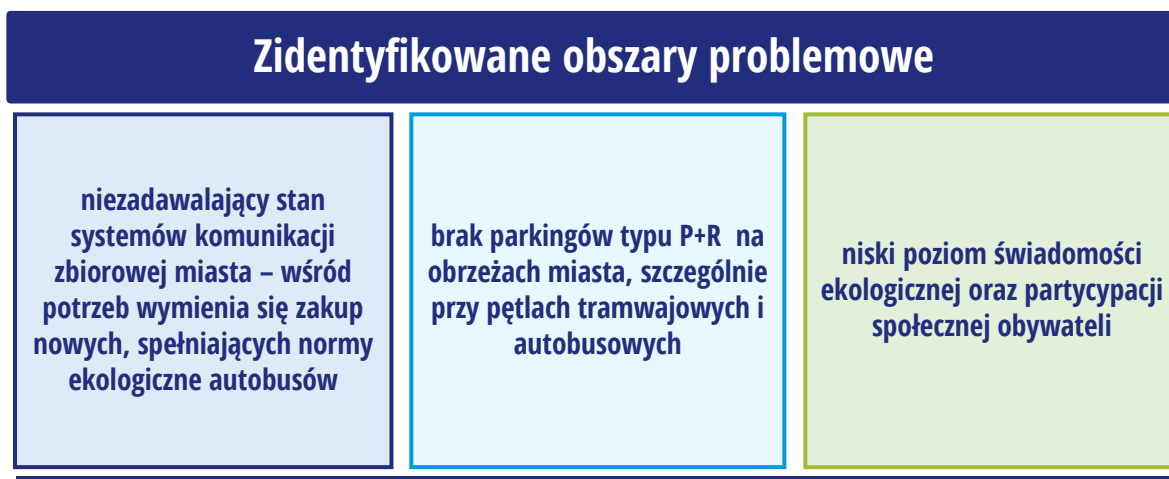 Zidentyfikowane obszary problemowe
niezadawalający stan
systemów komunikacji
zbiorowej miasta – wśród
potrzeb wymienia się zakup
nowych, spełniających normy
ekologiczne autobusów
brak parkingów typu P+R na
obrzeżach miasta, szczególnie
przy pętlach tramwajowych i
autobusowych
niski poziom świadomości
ekologicznej oraz partycypacji
społecznej obywateli